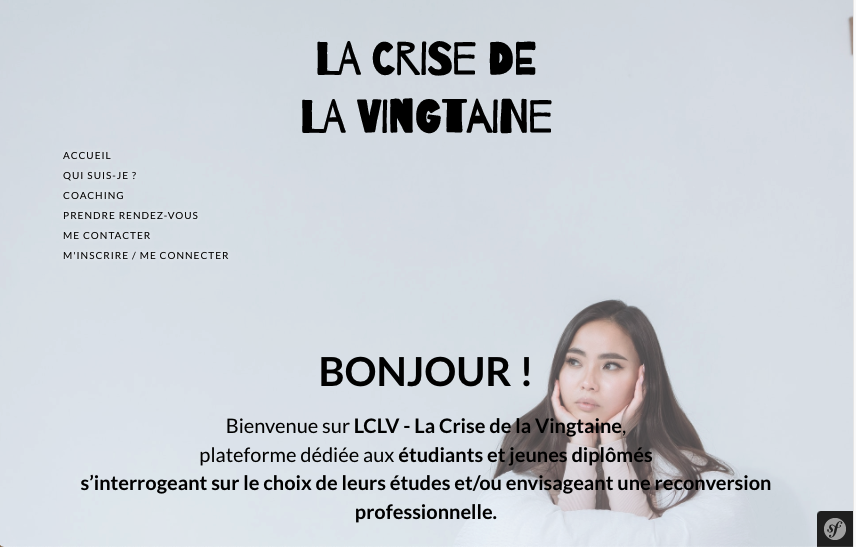 LA CRISE DE
LA VINGTAINE
ACCUEIL
QUI SUIS-JE ?
COACHING
PRENDRE RENDEZ-VOUS
ME CONTACTER
M'INSCRIRE / ME CONNECTER
BONJOUR !
Bienvenue sur LCLV - La Crise de la Vingtaine,
plateforme dédiée aux étudiants et jeunes diplômés
s’interrogeant sur le choix de leurs études et/ou envisageant une reconversion
professionnelle.
sf